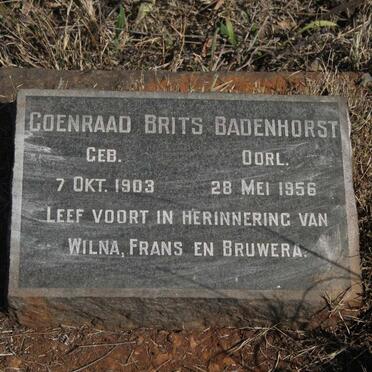 COENRAAD BRITS BADENHORST
GEB. OORL.
7 OKT. 1903 28 MEI 1956
LEEF VOORT IN HERINNERING VAN
WILNA, FRANS EN BRUWERA.